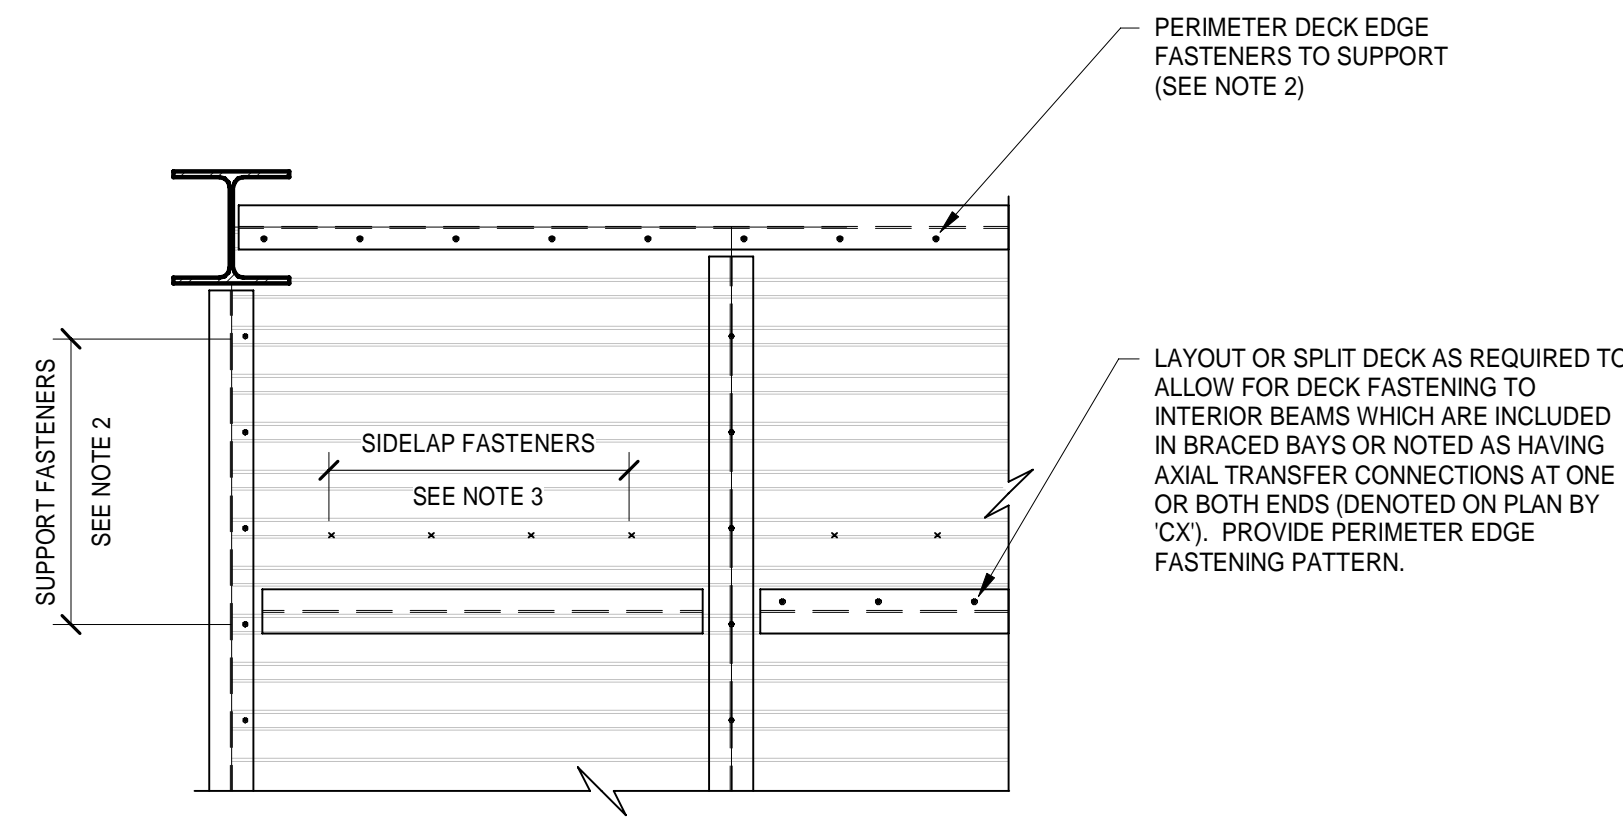 PERIMETER DECK EDGE
FASTENERS TO SUPPORT
(SEE NOTE 2)
SUPPORT FASTENERS
SEE NOTE 2
SIDELAP FASTENERS
SEE NOTE 3
LAYOUT OR SPLIT DECK AS REQUIRED TO
ALLOW FOR DECK FASTENING TO
INTERIOR BEAMS WHICH ARE INCLUDED
IN BRACED BAYS OR NOTED AS HAVING
AXIAL TRANSFER CONNECTIONS AT ONE
OR BOTH ENDS (DENOTED ON PLAN BY
'CX').  PROVIDE PERIMETER EDGE
FASTENING PATTERN.